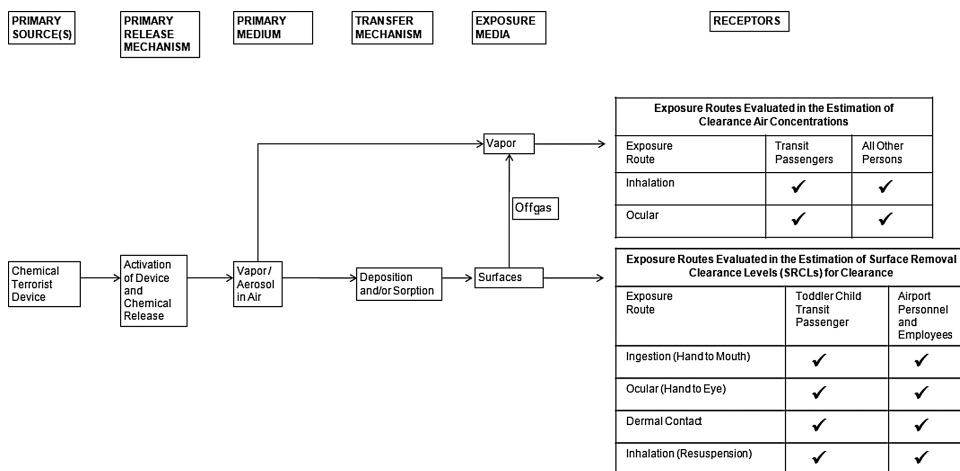 PRIMARY
SOURCE(S)
PRIMARY
RELEASE
MECHANISM
PRIMARY
MEDIUM
TRANSFER
MECHANISM
EXPOSURE
MEDIA
RECEPTORS
Chemical
Terrorist
Device
Activation
of Device
and
Chemical
Release
Vapor/
Aerosol
in Air
Deposition
and/or Sorption
Surfaces
Offgas
Vapor
Exposure Routes Evaluated in the Estimation of
Clearance Air Concentrations
Exposure
Route
Transit
Passengers
All Other
Persons
Inhalation ✓ ✓
Ocular ✓ ✓
Exposure Routes Evaluated in the Estimation of Surface Removal
Clearance Levels (SRCLs) for Clearance
Exposure
Route
Toddler Child
Transit
Passenger
Airport
Personnel
and
Employees
Ingestion (Hand to Mouth) ✓ ✓
Ocular (Hand to Eye) ✓ ✓
Dermal Contact ✓ ✓
Inhalation (Resuspension) ✓ ✓